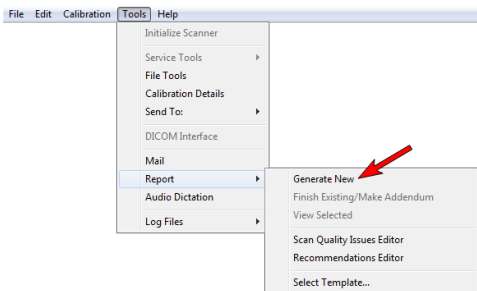 File Edit Calibration Tools Help
Initialize Scanner
Service Tools
File Tools
Calibration Details
Send To:
DICOM Interface
Mail
Report
Audio Dictation
Log Files
Generate New
Finish Existing/Make Addendum
View Selected
Scan Quality Issues Editor
Recommendations Editor
Select Template...